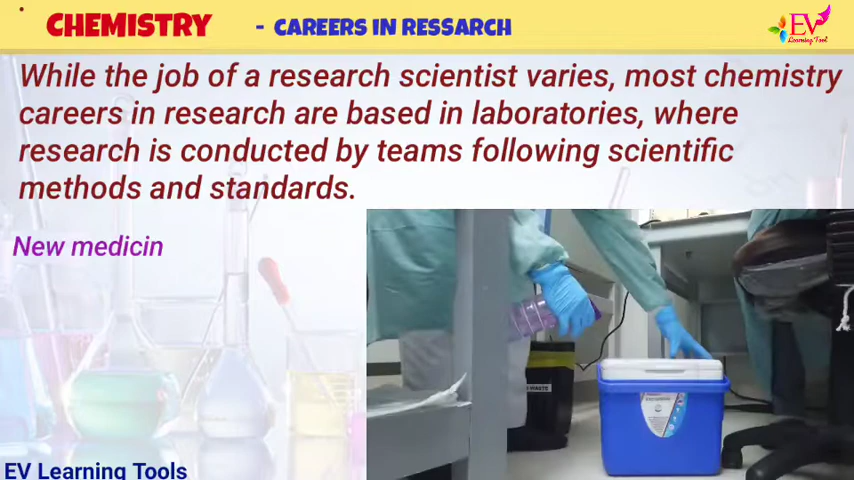 CHEMISTRY - CAREERS IN RESSARCH
EV
Learning Tool
While the job of a research scientist varies, most chemistry
careers in research are based in laboratories, where
research is conducted by teams following scientific
methods and standards.
New medicin
WASTE
EV Learning Tools